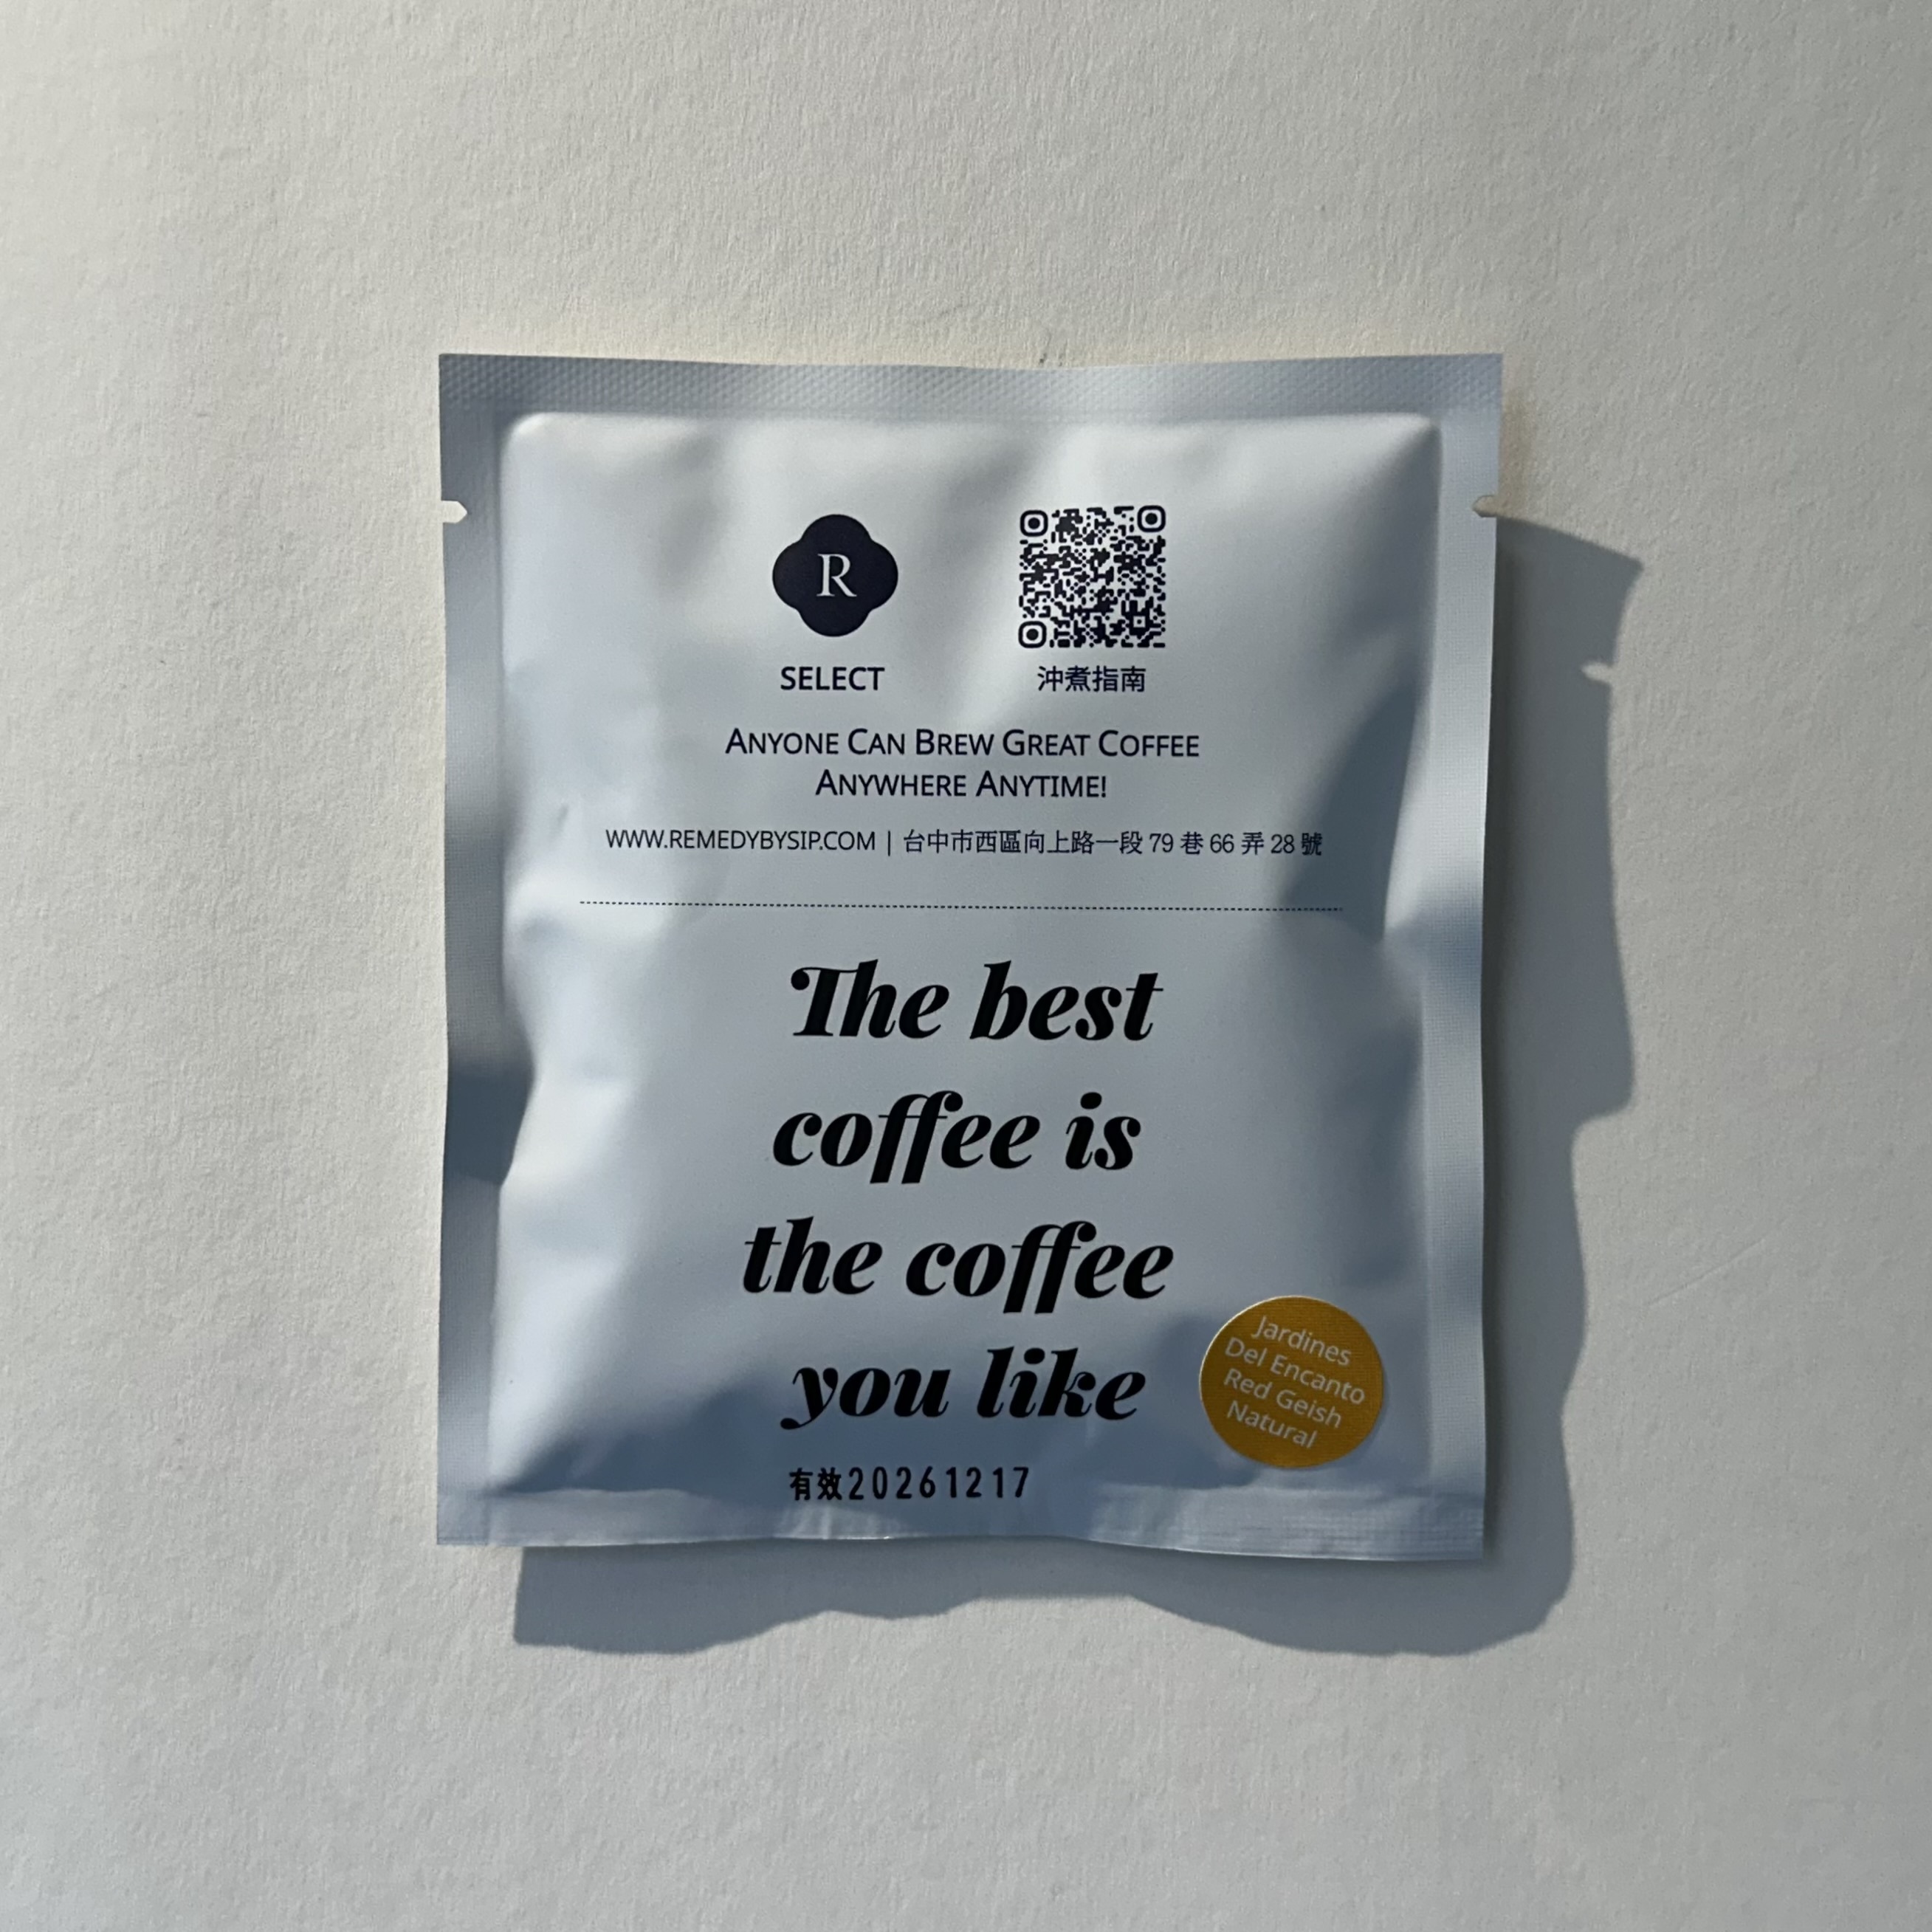 R
SELECT
沖煮指南
ANYONE CAN BREW GREAT COFFEE
ANYWHERE ANYTIME!
WWW.REMEDYBYSIP.COM | 台中市西區向上路一段 79 巷 66 弄 28 號
The best
coffee is
the coffee
you like
Jardines
Del Encanto
Red Geish
Natural
有效20261217